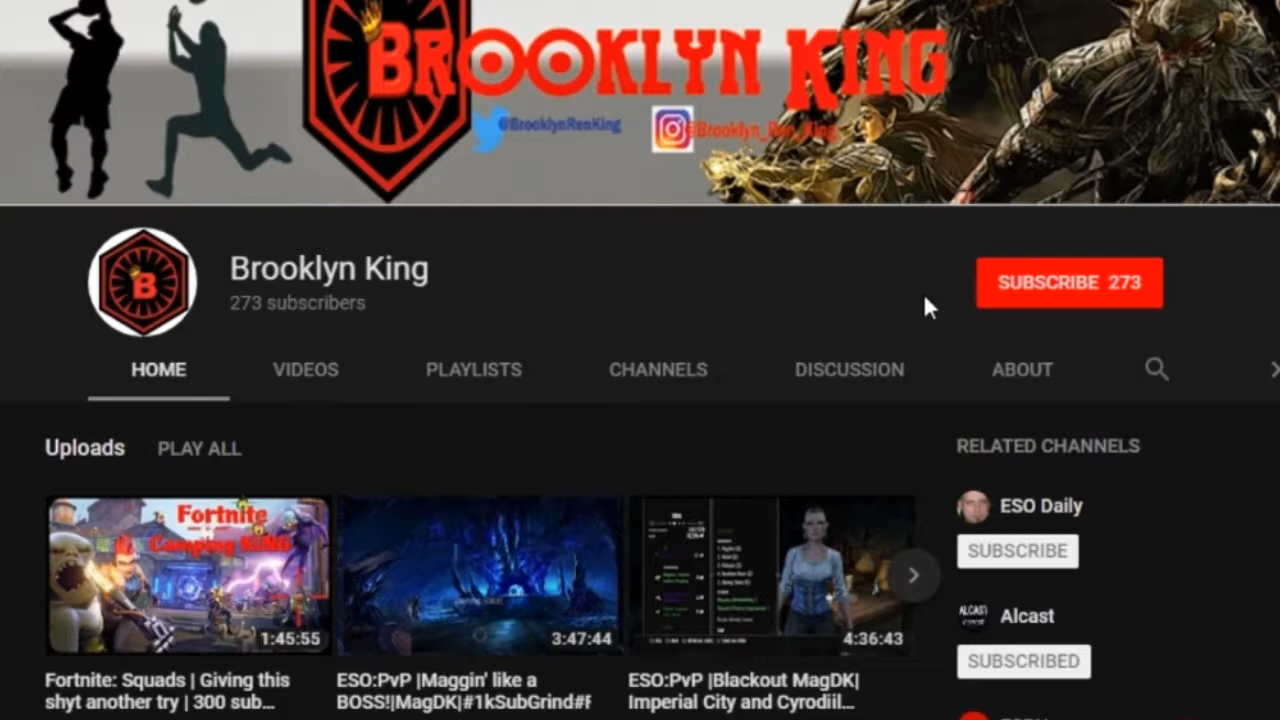 BROOKLYN KING
@BrooklynRenKing
@Brooklyn_Ren_King
B
Brooklyn King
273 subscribers
SUBSCRIBE 273
HOME
VIDEOS
PLAYLISTS
CHANNELS
DISCUSSION
ABOUT
Uploads
PLAY ALL
RELATED CHANNELS
Fortnite
Camping KING
1:45:55
3:47:44
4:36:43
Fortnite: Squads | Giving this
shyt another try | 300 sub...
ESO:PvP |Maggin' like a
BOSS!|MagDK|#1kSubGrind#F
ESO:PvP |Blackout MagDK|
Imperial City and Cyrodiil...
ESO Daily
SUBSCRIBE
ALCAST
Alcast
SUBSCRIBED